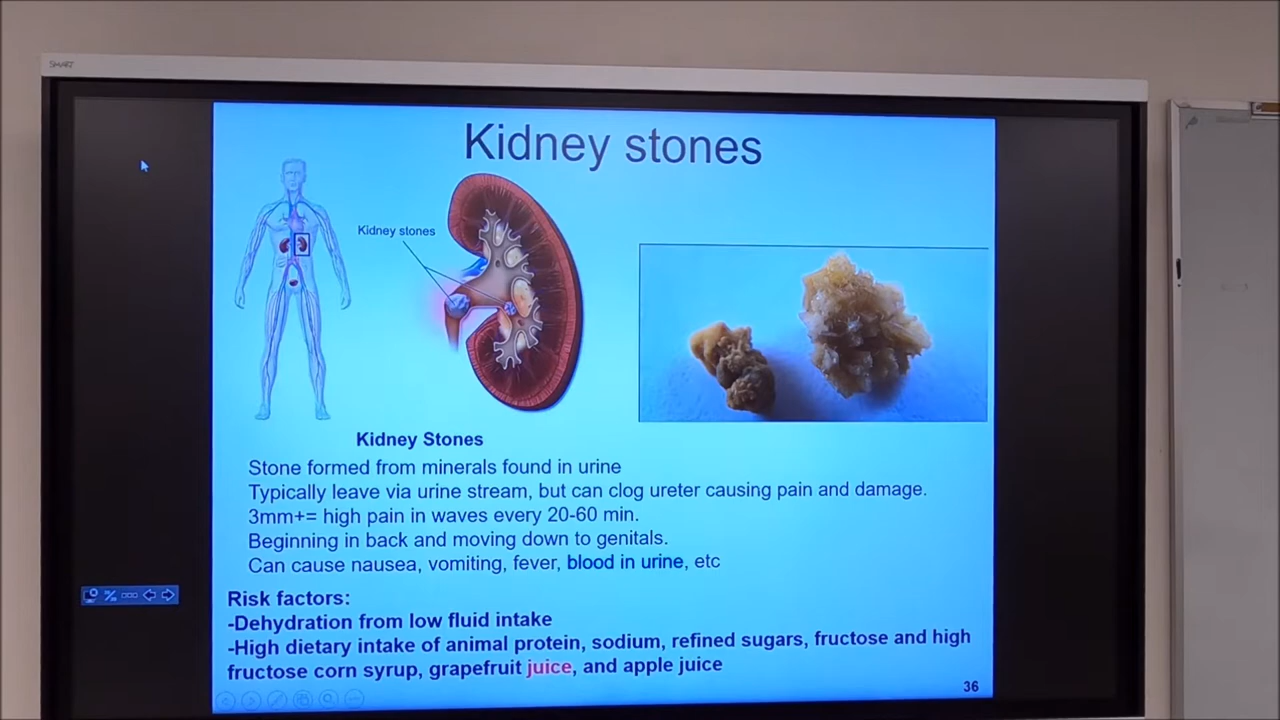 SMART
Kidney stones
Kidney stones
Kidney Stones
Stone formed from minerals found in urine
Typically leave via urine stream, but can clog ureter causing pain and damage.
3mm+= high pain in waves every 20-60 min.
Beginning in back and moving down to genitals.
Can cause nausea, vomiting, fever, blood in urine, etc
Risk factors:
-Dehydration from low fluid intake
-High dietary intake of animal protein, sodium, refined sugars, fructose and high
fructose corn syrup, grapefruit juice, and apple juice
36